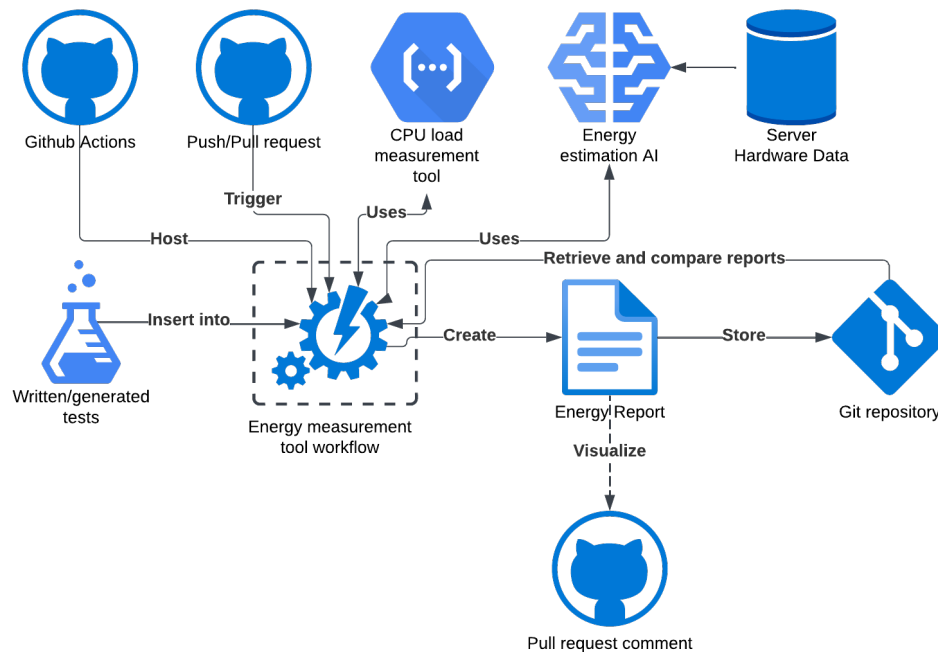 Github Actions
Push/Pull request
CPU load
measurement
tool
Energy
estimation AI
Server
Hardware Data
Trigger
Uses
Host
Uses
Retrieve and compare reports
Insert into
Create
Store
Written/generated
tests
Energy measurement
tool workflow
Energy Report
Git repository
Visualize
Pull request comment